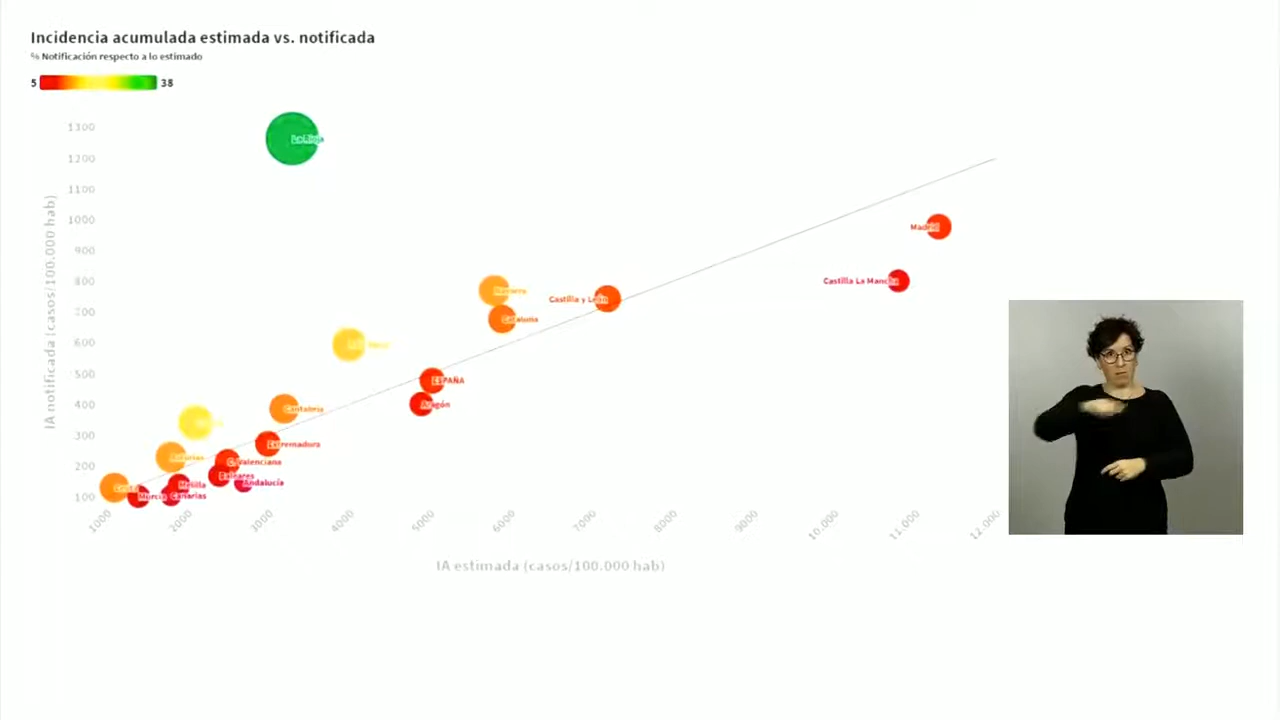 Incidencia acumulada estimada vs. notificada
% Notificación respecto a lo estimado
5 38
1300
1200
1100
1000
900
800
700
600
500
400
300
200
100
IA notificada (casos/100.000 hab)
Madrid
Castilla La Mancha
Navarra
Castilla y León
Cataluña
ESPAÑA
Aragón
Cantabria
Extremadura
Asturias
C. Valenciana
Baleares
Andalucía
Melilla
Ceuta
Murcia
Canarias
1000
2000
3000
4000
5000
6000
7000
8000
9000
10.000
11.000
12.000
IA estimada (casos/100.000 hab)